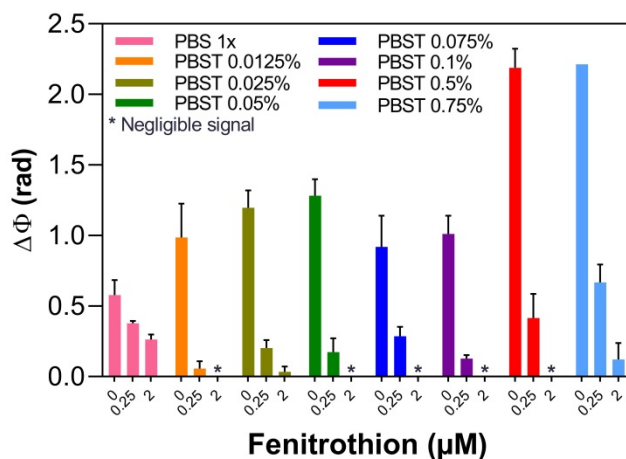 2.5
2.0
1.5
1.0
0.5
0.0
ΔΦ (rad)
PBS 1x
PBST 0.0125%
PBST 0.025%
PBST 0.05%
PBST 0.075%
PBST 0.1%
PBST 0.5%
PBST 0.75%
* Negligible signal
* * * * *
0 0.25 2 0 0.25 2 0 0.25 2 0 0.25 2 0 0.25 2 0 0.25 2 0 0.25 2 0 0.25 2
Fenitrothion (μM)